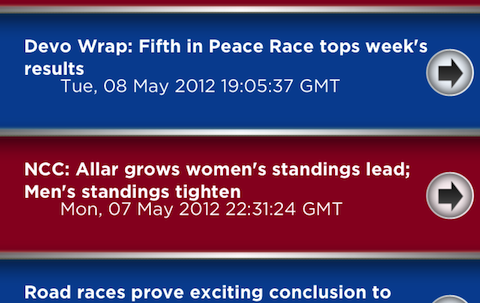 Devo Wrap: Fifth in Peace Race tops week's
results
Tue, 08 May 2012 19:05:37 GMT
NCC: Allar grows women's standings lead;
Men's standings tighten
Mon, 07 May 2012 22:31:24 GMT
Road races prove exciting conclusion to